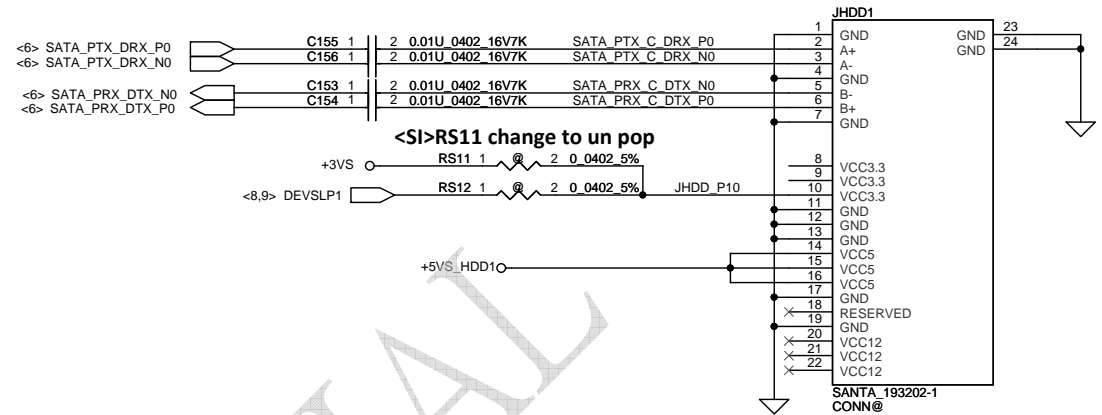 JHDD1
<6> SATA_PTX_DRX_P0 C155 1 2 0.01U_0402_16V7K SATA_PTX_C_DRX_P0
<6> SATA_PTX_DRX_N0 C156 1 2 0.01U_0402_16V7K SATA_PTX_C_DRX_N0
<6> SATA_PRX_DTX_N0 C153 1 2 0.01U_0402_16V7K SATA_PRX_C_DTX_N0
<6> SATA_PRX_DTX_P0 C154 1 2 0.01U_0402_16V7K SATA_PRX_C_DTX_P0
<SI>RS11 change to un pop
+3VS RS11 1 @ 2 0_0402_5%
<8,9> DEVSLP1 RS12 1 @ 2 0_0402_5% JHDD_P10
+5VS_HDD1
1 GND
2 A+
3 A-
4 GND
5 B-
6 B+
7 GND
8 VCC3.3
9 VCC3.3
10 VCC3.3
11 GND
12 GND
13 GND
14 VCC5
15 VCC5
16 VCC5
17 GND
18 RESERVED
19 GND
20 VCC12
21 VCC12
22 VCC12
GND 23
GND 24
SANTA_193202-1
CONN@